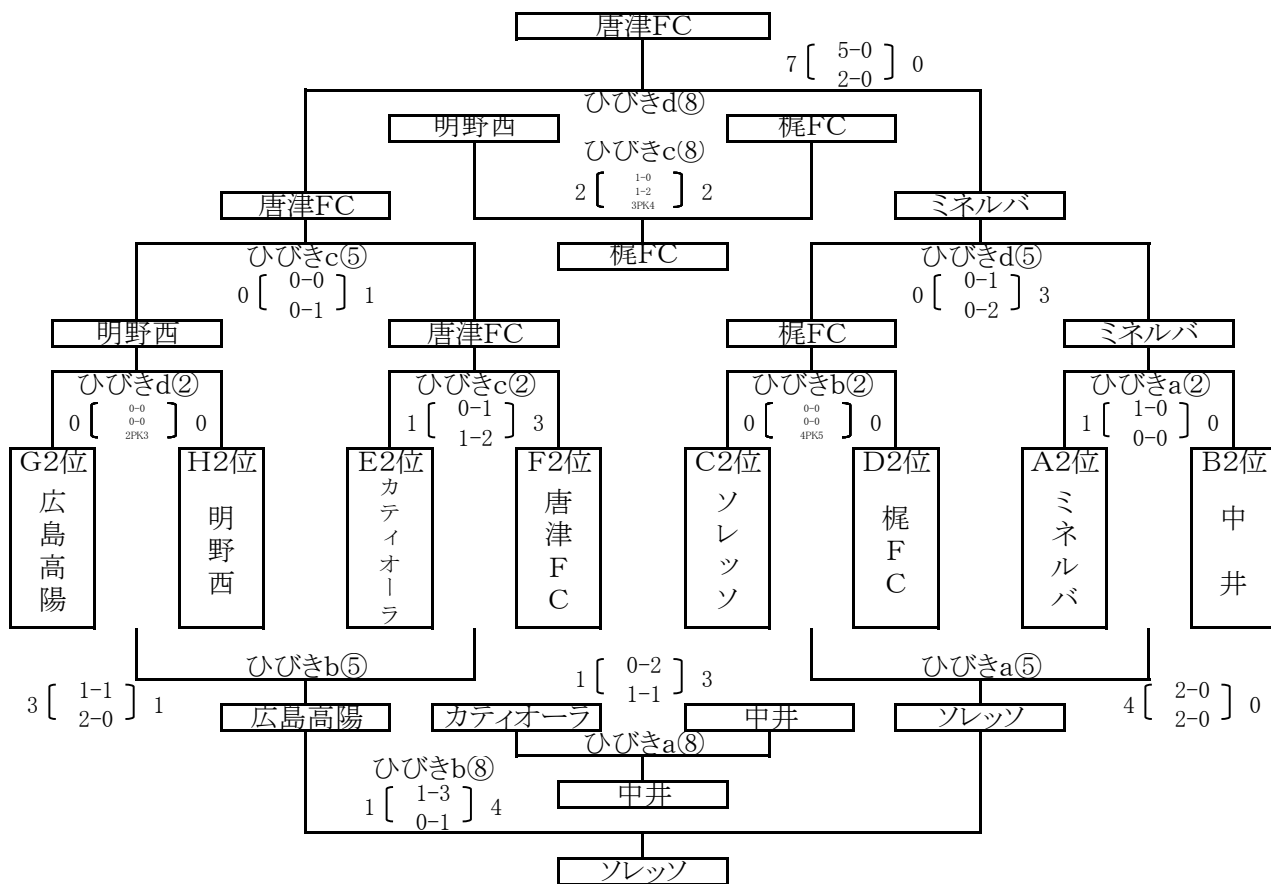 唐津FC
7 [ 5-0 ] 0
2-0
ひびきd⑧
明野西 梶FC
ひびきc⑧
2 [ 1-0 ] 2
1-2
3PK4
唐津FC ミネルバ
梶FC
ひびきc⑤ ひびきd⑤
0 [ 0-0 ] 1 0 [ 0-1 ] 3
0-1 0-2
明野西 唐津FC 梶FC ミネルバ
ひびきd② ひびきc② ひびきb② ひびきa②
0 [ 0-0 ] 0 1 [ 0-1 ] 3 0 [ 0-0 ] 0 1 [ 1-0 ] 0
0-0 1-2 0-0 0-0
2PK3 4PK5
G2位 H2位 E2位 F2位 C2位 D2位 A2位 B2位
広島高陽
明野西
カティオーラ
唐津FC
ソレッソ
梶FC
ミネルバ
中井
ひびきb⑤ ひびきa⑤
3 [ 1-1 ] 1 1 [ 0-2 ] 3 4 [ 2-0 ] 0
2-0 1-1 2-0
広島高陽 カティオーラ 中井 ソレッソ
ひびきa⑧
ひびきb⑧
中井
1 [ 1-3 ] 4
0-1
ソレッソ